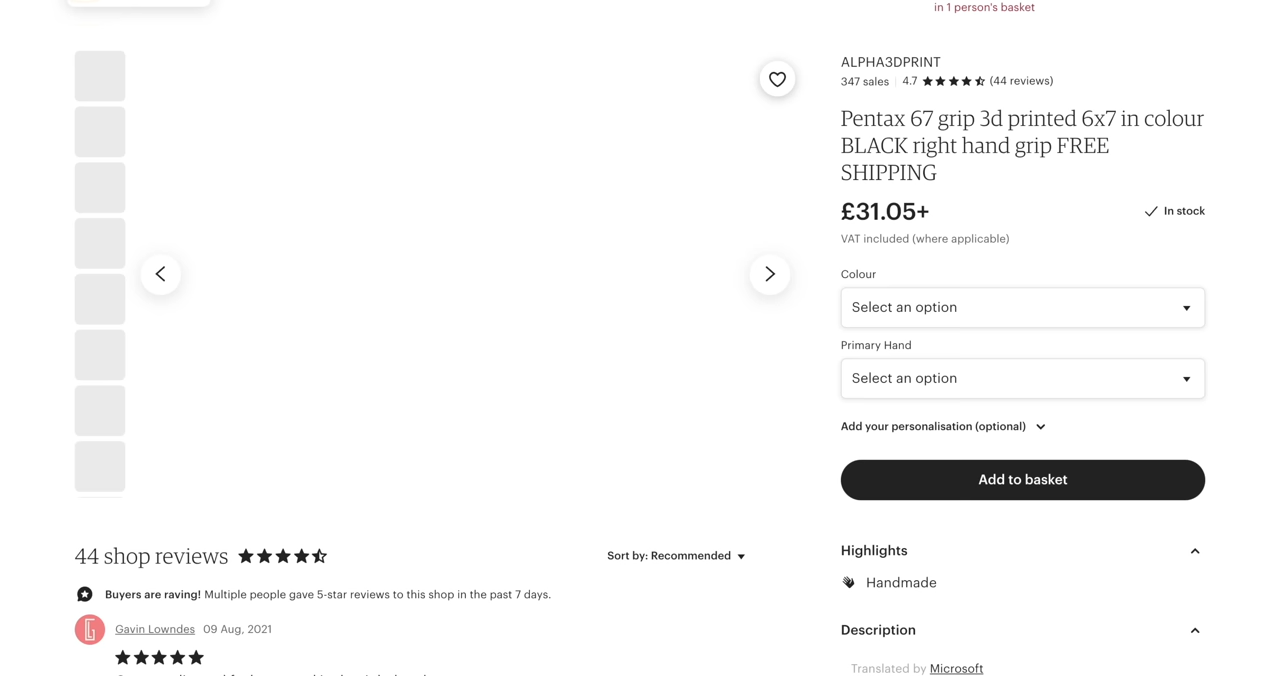 in 1 person's basket
ALPHA3DPRINT
347 sales 4.7 (44 reviews)
Pentax 67 grip 3d printed 6x7 in colour
BLACK right hand grip FREE
SHIPPING
£31.05+
In stock
VAT included (where applicable)
Colour
Select an option
Primary Hand
Select an option
Add your personalisation (optional)
Add to basket
44 shop reviews
Sort by: Recommended
Buyers are raving! Multiple people gave 5-star reviews to this shop in the past 7 days.
Gavin Lowndes 09 Aug, 2021
Highlights
Handmade
Description
Translated by Microsoft